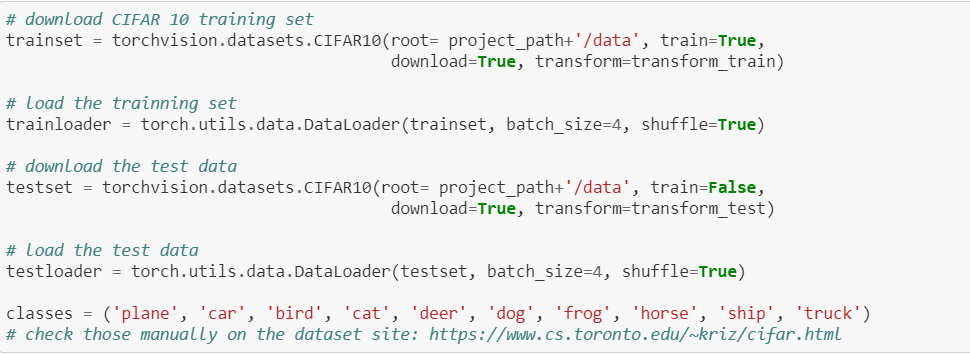 # download CIFAR 10 training set
trainset = torchvision.datasets.CIFAR10(root= project_path+'/data', train=True,
                                        download=True, transform=transform_train)
# load the trainning set
trainloader = torch.utils.data.DataLoader(trainset, batch_size=4, shuffle=True)
# download the test data
testset = torchvision.datasets.CIFAR10(root= project_path+'/data', train=False,
                                        download=True, transform=transform_test)
# load the test data
testloader = torch.utils.data.DataLoader(testset, batch_size=4, shuffle=True)
classes = ('plane', 'car', 'bird', 'cat', 'deer', 'dog', 'frog', 'horse', 'ship', 'truck')
# check those manually on the dataset site: https://www.cs.toronto.edu/~kriz/cifar.html